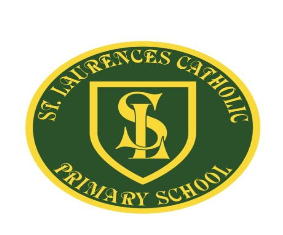 ST. LAURENCES CATHOLIC
SL
PRIMARY SCHOOL